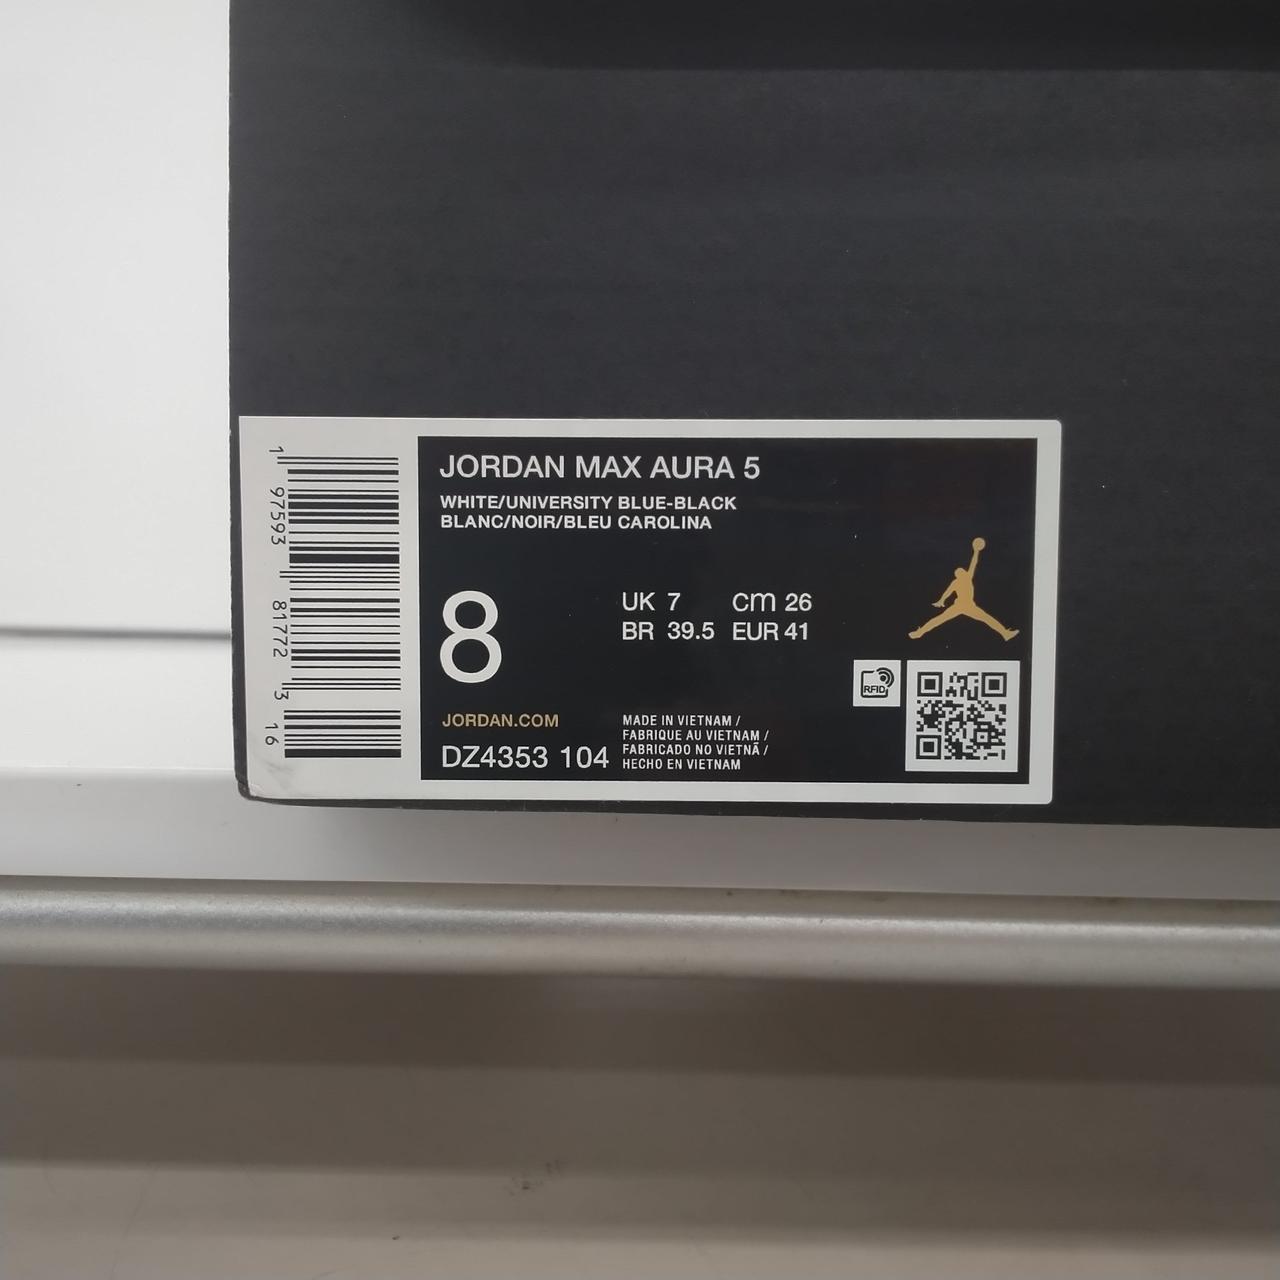 JORDAN MAX AURA 5
WHITE/UNIVERSITY BLUE-BLACK
BLANC/NOIR/BLEU CAROLINA
8
UK 7 cm 26
BR 39.5 EUR 41
RFID
JORDAN.COM
DZ4353 104
MADE IN VIETNAM /
FABRIQUE AU VIETNAM /
FABRICADO NO VIETNÃ /
HECHO EN VIETNAM
1 97593 81772 3 16